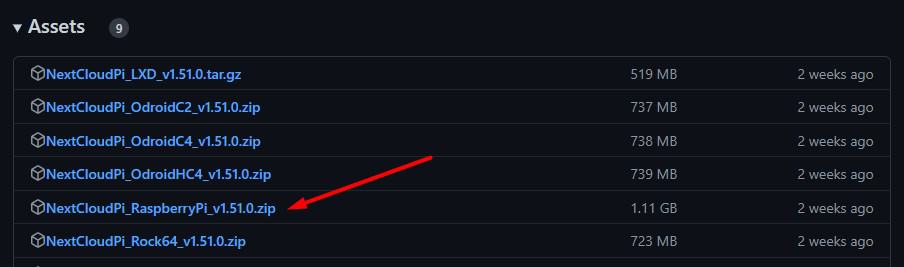 Assets 9
NextCloudPi_LXD_v1.51.0.tar.gz 519 MB 2 weeks ago
NextCloudPi_OdroidC2_v1.51.0.zip 737 MB 2 weeks ago
NextCloudPi_OdroidC4_v1.51.0.zip 738 MB 2 weeks ago
NextCloudPi_OdroidHC4_v1.51.0.zip 739 MB 2 weeks ago
NextCloudPi_RaspberryPi_v1.51.0.zip 1.11 GB 2 weeks ago
NextCloudPi_Rock64_v1.51.0.zip 723 MB 2 weeks ago